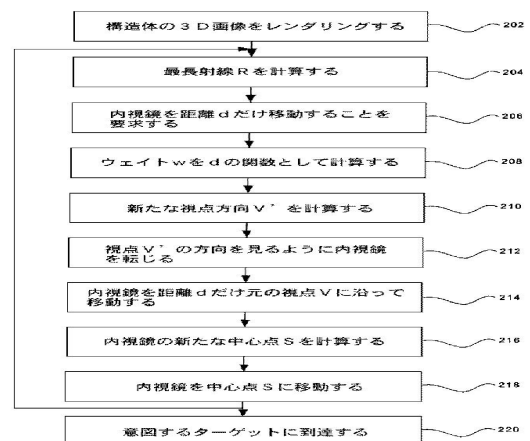 構造体の3D画像をレンダリングする
202
最長射線Rを計算する
204
内視鏡を距離dだけ移動することを
要求する
206
ウェイトwをdの関数として計算する
208
新たな視点方向V'を計算する
210
視点V'の方向を見るように内視鏡
を転じる
212
内視鏡を距離dだけ元の視点Vに沿って
移動する
214
内視鏡の新たな中心点Sを計算する
216
内視鏡を中心点Sに移動する
218
意図するターゲットに到達する
220